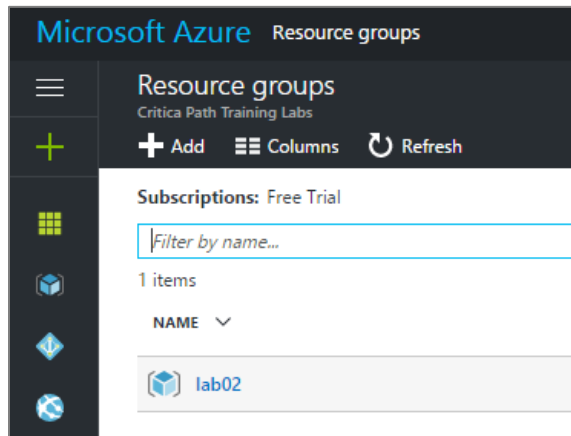 Microsoft Azure Resource groups
Resource groups
Critica Path Training Labs
Add Columns Refresh
Subscriptions: Free Trial
Filter by name...
1 items
NAME
lab02